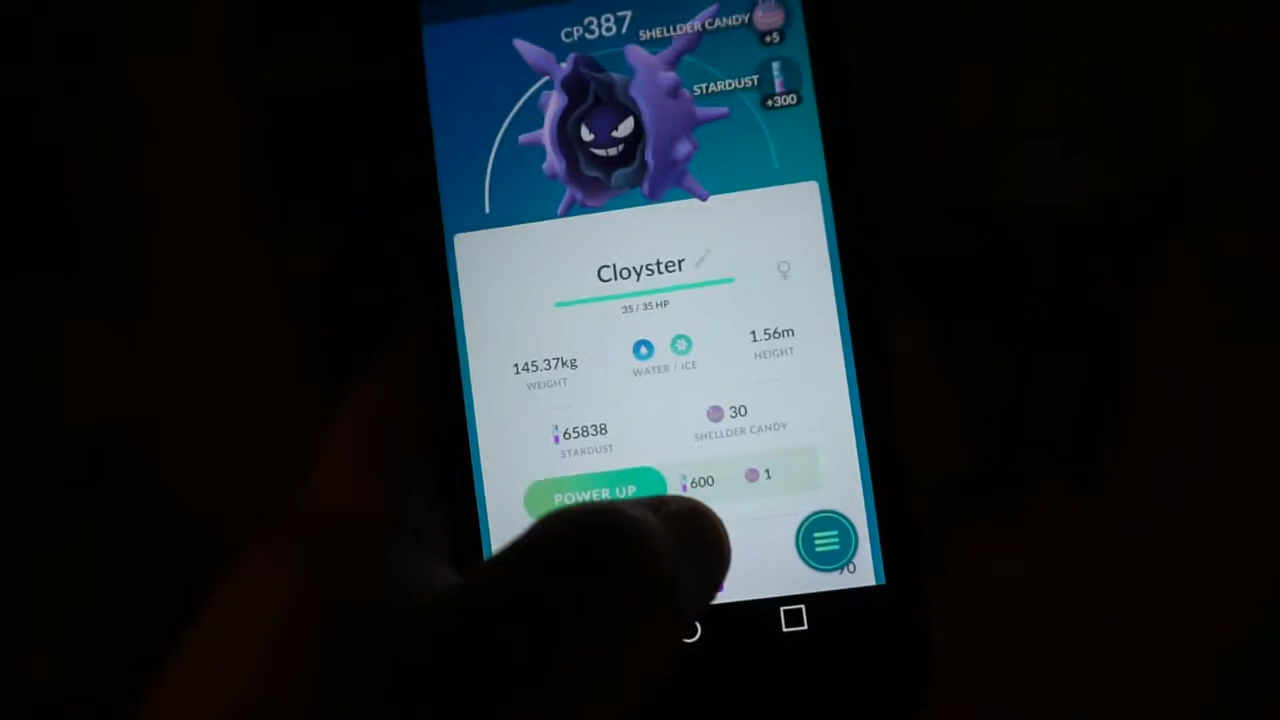 CP387
SHELLDER CANDY
+5
STARDUST
+300
Cloyster
35 / 35 HP
145.37kg
WEIGHT
WATER / ICE
1.56m
HEIGHT
65838
STARDUST
30
SHELLDER CANDY
POWER UP
600
1